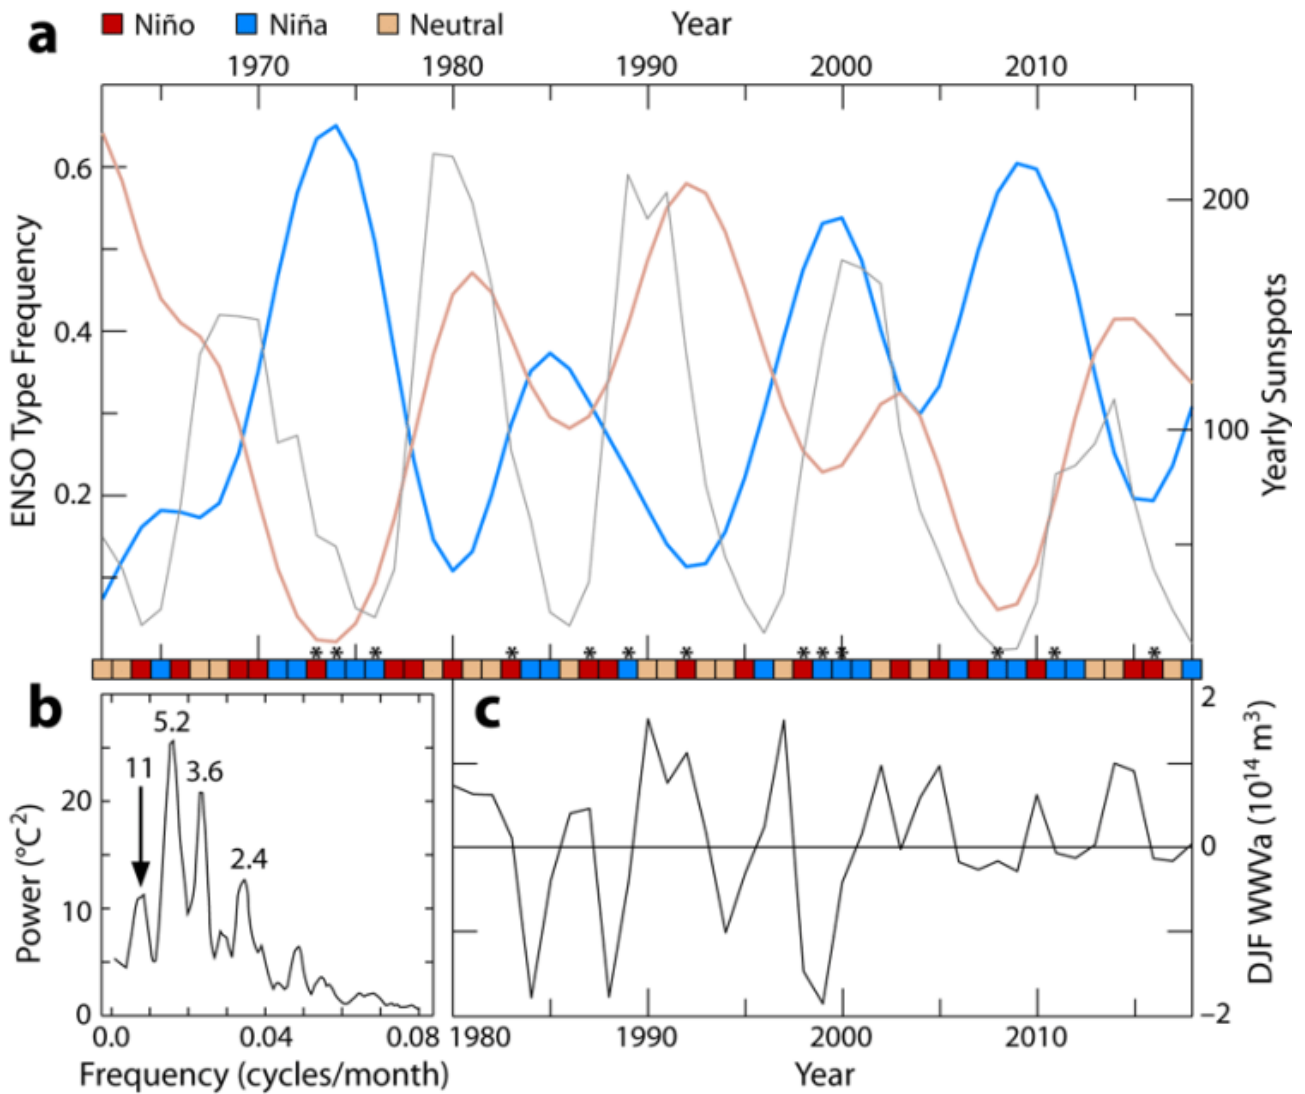 a
Niño Niña Neutral
Year
1970 1980 1990 2000 2010
ENSO Type Frequency
0.6
0.4
0.2
Yearly Sunspots
200
100
* * * * * * * * * * * * *
b
5.2
11
3.6
2.4
Power (°C²)
20
10
0
0.0 0.04 0.08
Frequency (cycles/month)
c
2
0
−2
DJF WWVa (10¹⁴ m³)
1980 1990 2000 2010
Year